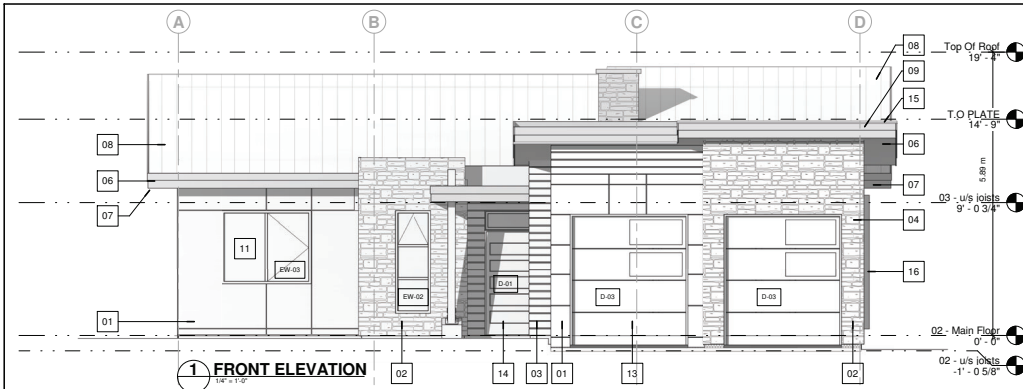 A
B
C
D
08
Top Of Roof
19' - 4"
09
15
T.O PLATE
14' - 9"
08
06
06
5.89 m
07
07
03 - u/s joists
9' - 0 3/4"
04
11
EW-03
16
D-01
EW-02
D-03
D-03
01
02 - Main Floor
0' - 0"
02 - u/s joists
-1' - 0 5/8"
1
FRONT ELEVATION
1/4" = 1'-0"
02
14
03
01
13
02